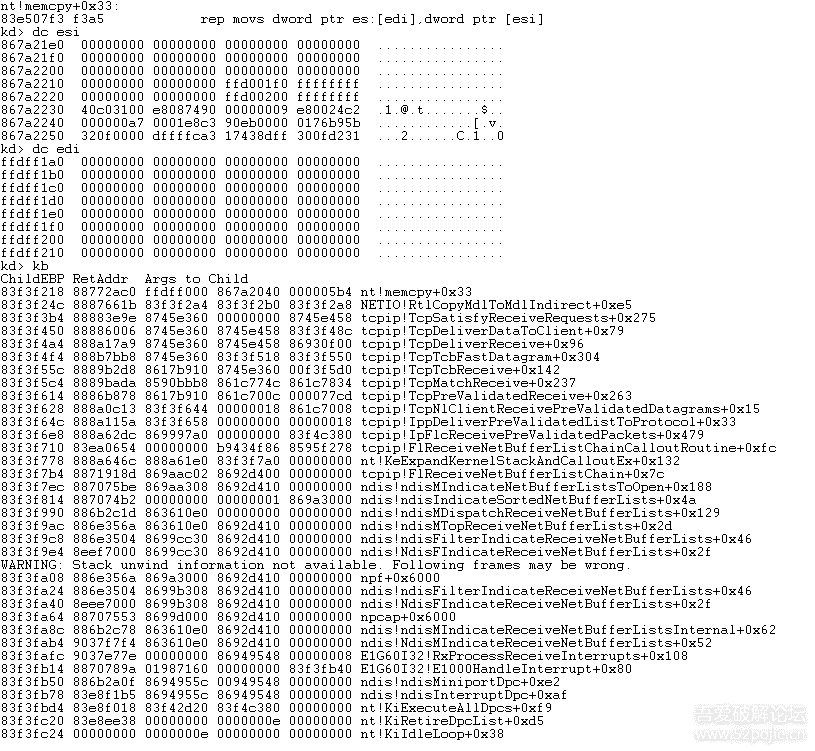 nt!memcpy+0x33:
83e507f3 f3a5            rep movs dword ptr es:[edi],dword ptr [esi]
kd> dc esi
867a21e0  00000000 00000000 00000000 00000000  ................
867a21f0  00000000 00000000 00000000 00000000  ................
867a2200  00000000 00000000 00000000 00000000  ................
867a2210  00000000 00000000 ffd001f0 ffffffff  ................
867a2220  00000000 00000000 ffd00200 ffffffff  ................
867a2230  40c03100 e8087490 00000009 e80024c2  .1.@.t.......$..
867a2240  000000a7 0001e8c3 90eb0000 0176b95b  ............[.v.
867a2250  320f0000 dffffca3 17438dff 300fd231  ...2......C.1..0
kd> dc edi
ffdff1a0  00000000 00000000 00000000 00000000  ................
ffdff1b0  00000000 00000000 00000000 00000000  ................
ffdff1c0  00000000 00000000 00000000 00000000  ................
ffdff1d0  00000000 00000000 00000000 00000000  ................
ffdff1e0  00000000 00000000 00000000 00000000  ................
ffdff1f0  00000000 00000000 00000000 00000000  ................
ffdff200  00000000 00000000 00000000 00000000  ................
ffdff210  00000000 00000000 00000000 00000000  ................
kd> kb
ChildEBP RetAddr  Args to Child
83f3f218 88772ac0 ffdff000 867a2040 000005b4 nt!memcpy+0x33
83f3f24c 8887661b 83f3f2a4 83f3f2b0 83f3f2a8 NETIO!RtlCopyMdlToMdlIndirect+0xe5
83f3f3b4 88883e9e 8745e360 00000000 8745e458 tcpip!TcpSatisfyReceiveRequests+0x275
83f3f450 88886006 8745e360 8745e458 83f3f48c tcpip!TcpDeliverDataToClient+0x79
83f3f4a4 888a17a9 8745e360 8745e458 86930f00 tcpip!TcpDeliverReceive+0x96
83f3f4f4 888b7bb8 8745e360 83f3f518 83f3f550 tcpip!TcpTcbFastDatagram+0x304
83f3f55c 8889b2d8 8617b910 8745e360 00f3f5d0 tcpip!TcpTcbReceive+0x142
83f3f5c4 8889bada 8590bbb8 861c774c 861c7834 tcpip!TcpMatchReceive+0x237
83f3f614 8886b878 8617b910 861c700c 000077cd tcpip!TcpPreValidatedReceive+0x263
83f3f628 888a0c13 83f3f644 00000018 861c7008 tcpip!TcpNlClientReceivePreValidatedDatagrams+0x15
83f3f64c 888a115a 83f3f658 00000000 00000018 tcpip!IppDeliverPreValidatedListToProtocol+0x33
83f3f6e8 888a62dc 869997a0 00000000 83f4c380 tcpip!IpFlcReceivePreValidatedPackets+0x479
83f3f710 83ea0654 00000000 b9434f86 8595f278 tcpip!FlReceiveNetBufferListChainCalloutRoutine+0xfc
83f3f778 888a646c 888a61e0 83f3f7a0 00000000 nt!KeExpandKernelStackAndCalloutEx+0x132
83f3f7b4 8871918d 869aac02 8692d400 00000000 tcpip!FlReceiveNetBufferListChain+0x7c
83f3f7ec 887075be 869aa308 8692d410 00000000 ndis!ndisMIndicateNetBufferListsToOpen+0x188
83f3f814 887074b2 00000000 00000001 869a3000 ndis!ndisIndicateSortedNetBufferLists+0x4a
83f3f990 886b2c1d 863610e0 00000000 00000000 ndis!ndisMDispatchReceiveNetBufferLists+0x129
83f3f9ac 886e356a 863610e0 8692d410 00000000 ndis!ndisMTopReceiveNetBufferLists+0x2d
83f3f9c8 886e3504 8699cc30 8692d410 00000000 ndis!ndisFilterIndicateReceiveNetBufferLists+0x46
83f3f9e4 8eef7000 8699cc30 8692d410 00000000 ndis!NdisFIndicateReceiveNetBufferLists+0x2f
WARNING: Stack unwind information not available. Following frames may be wrong.
83f3fa08 886e356a 869a3000 8692d410 00000000 npf+0x6000
83f3fa24 886e3504 8699b308 8692d410 00000000 ndis!ndisFilterIndicateReceiveNetBufferLists+0x46
83f3fa40 8eee7000 8699b308 8692d410 00000000 ndis!NdisFIndicateReceiveNetBufferLists+0x2f
83f3fa64 88707553 8699d000 8692d410 00000000 npcap+0x6000
83f3fa8c 886b2c78 863610e0 8692d410 00000000 ndis!ndisMIndicateReceiveNetBufferListsInternal+0x62
83f3fab4 9037f7f4 863610e0 8692d410 00000000 ndis!NdisMIndicateReceiveNetBufferLists+0x52
83f3fafc 9037e77e 00000000 86949548 00000008 E1G60I32!RxProcessReceiveInterrupts+0x108
83f3fb14 8870789a 01987160 00000000 83f3fb40 E1G60I32!E1000HandleInterrupt+0x80
83f3fb50 886b2a0f 8694955c 00949548 00000000 ndis!ndisMiniportDpc+0xe2
83f3fb78 83e8f1b5 8694955c 86949548 00000000 ndis!ndisInterruptDpc+0xaf
83f3fbd4 83e8f018 83f42d20 83f4c380 00000000 nt!KiExecuteAllDpcs+0xf9
83f3fc20 83e8ee38 00000000 0000000e 00000000 nt!KiRetireDpcList+0xd5
83f3fc24 00000000 0000000e 00000000 00000000 nt!KiIdleLoop+0x38
吾爱破解论坛
www.52pojie.cn